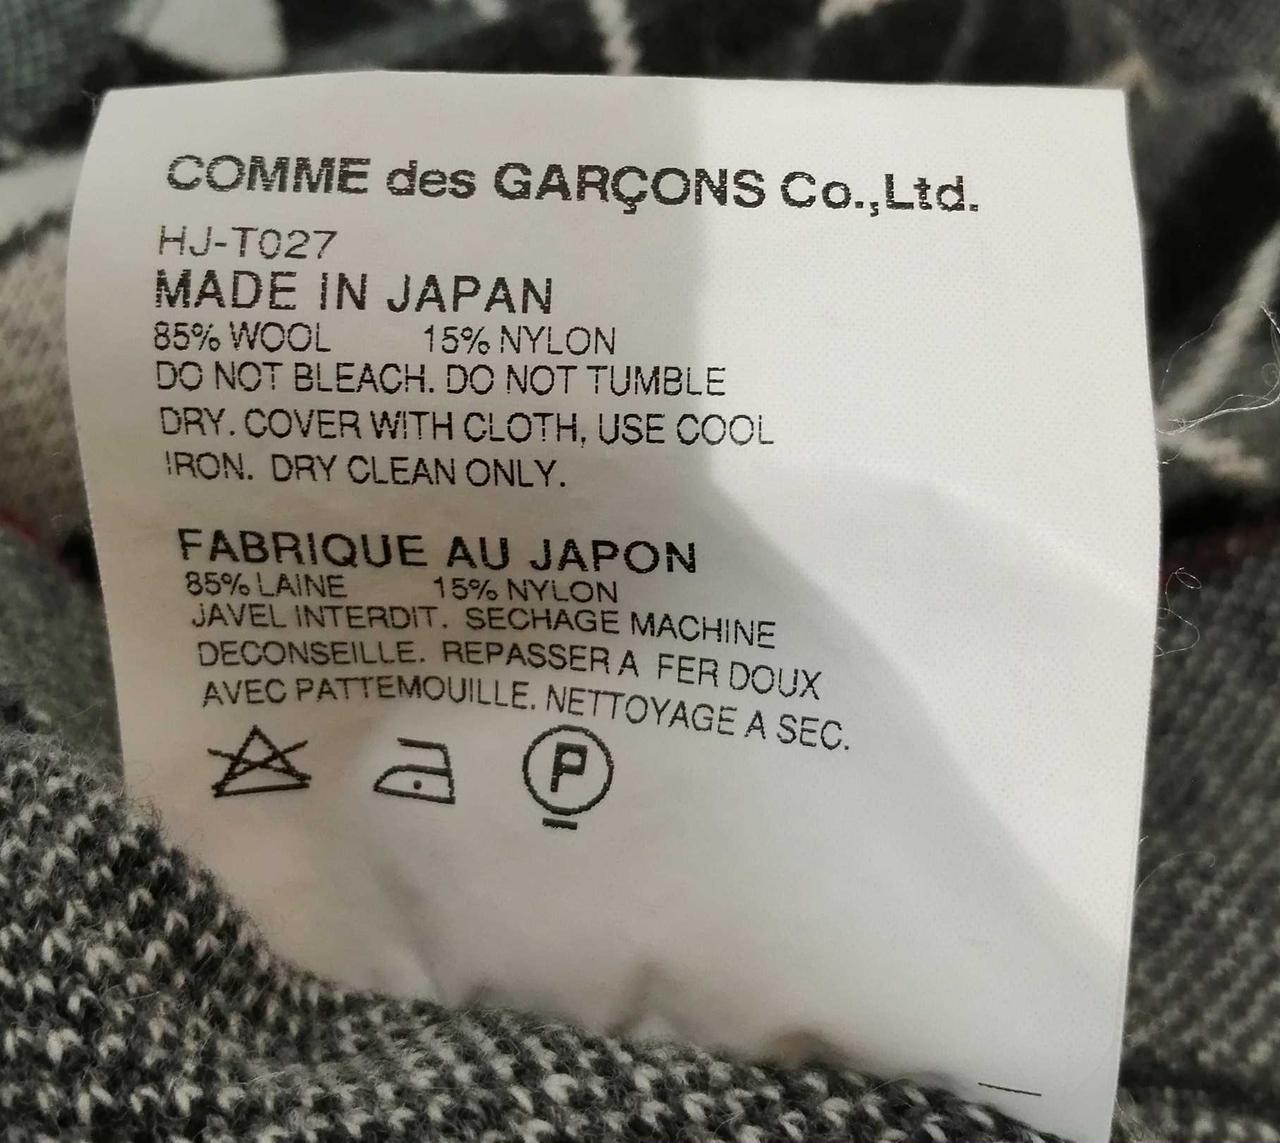 COMME des GARÇONS Co.,Ltd.
HJ-T027
MADE IN JAPAN
85% WOOL 15% NYLON
DO NOT BLEACH. DO NOT TUMBLE
DRY. COVER WITH CLOTH, USE COOL
IRON. DRY CLEAN ONLY.
FABRIQUE AU JAPON
85% LAINE 15% NYLON
JAVEL INTERDIT. SECHAGE MACHINE
DECONSEILLE. REPASSER A FER DOUX
AVEC PATTEMOUILLE. NETTOYAGE A SEC.
P